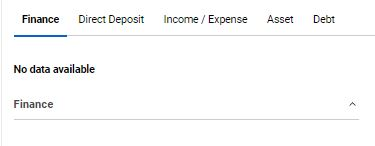 Finance Direct Deposit Income / Expense Asset Debt
No data available
Finance